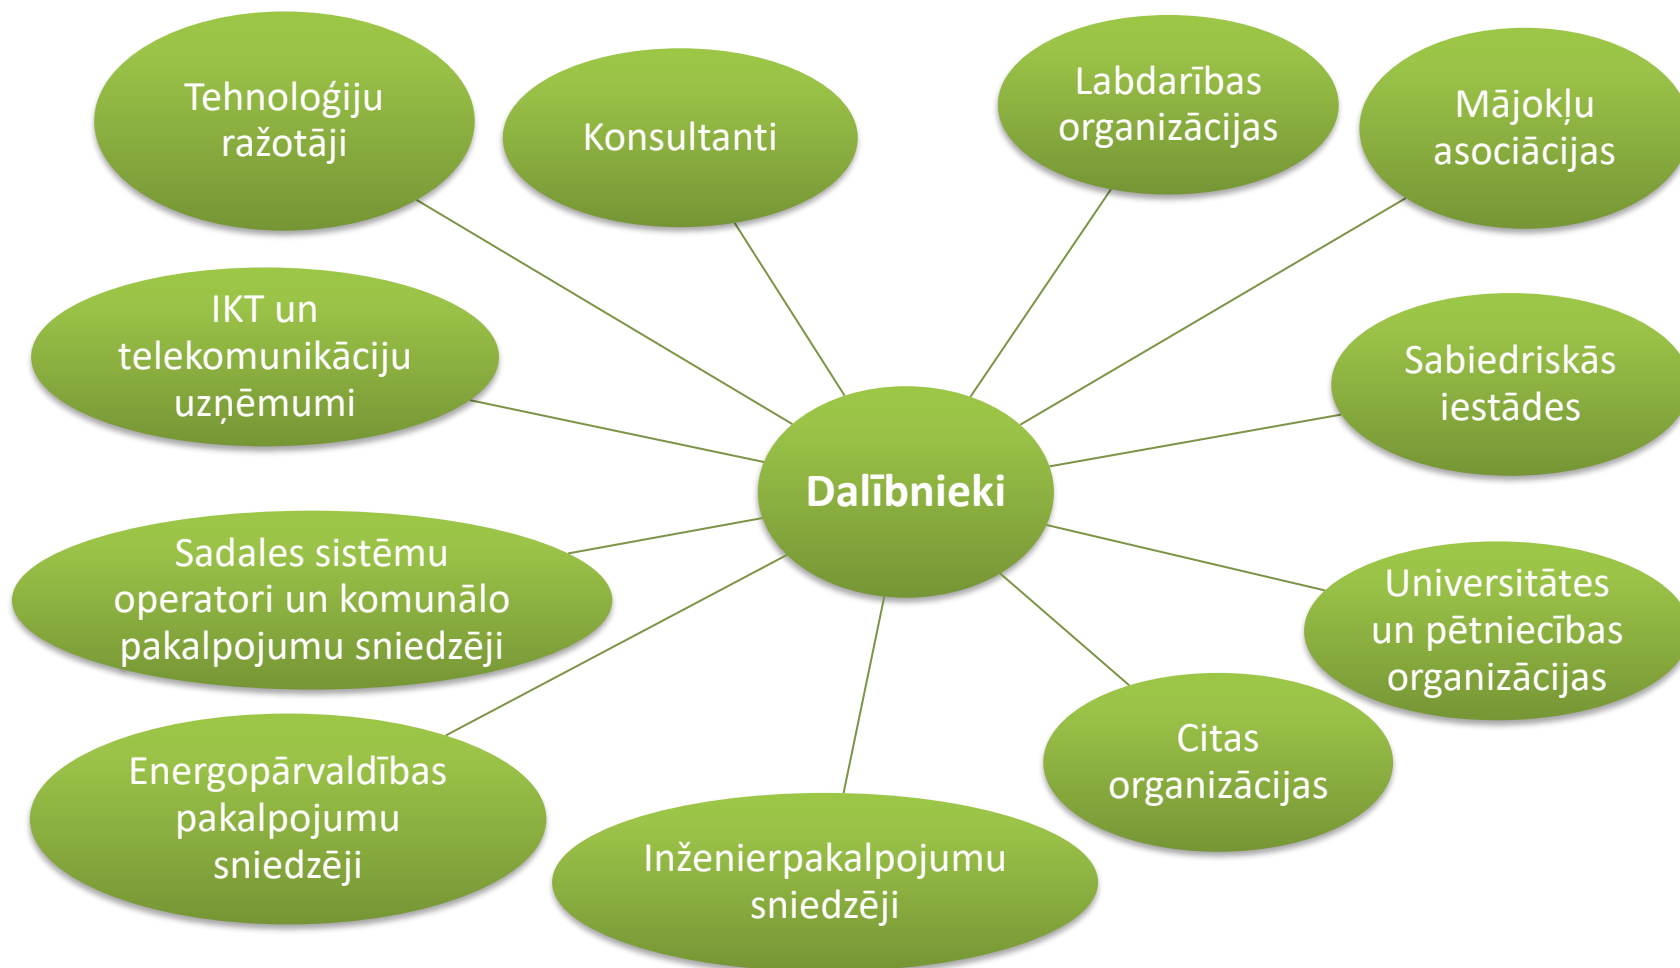 Tehnoloģiju
ražotāji
Konsultanti
Labdarības
organizācijas
Mājokļu
asociācijas
IKT un
telekomunikāciju
uzņēmumi
Sabiedriskās
iestādes
Dalībnieki
Sadales sistēmu
operatori un komunālo
pakalpojumu sniedzēji
Universitātes
un pētniecības
organizācijas
Citas
organizācijas
Energopārvaldības
pakalpojumu
sniedzēji
Inženierpakalpojumu
sniedzēji